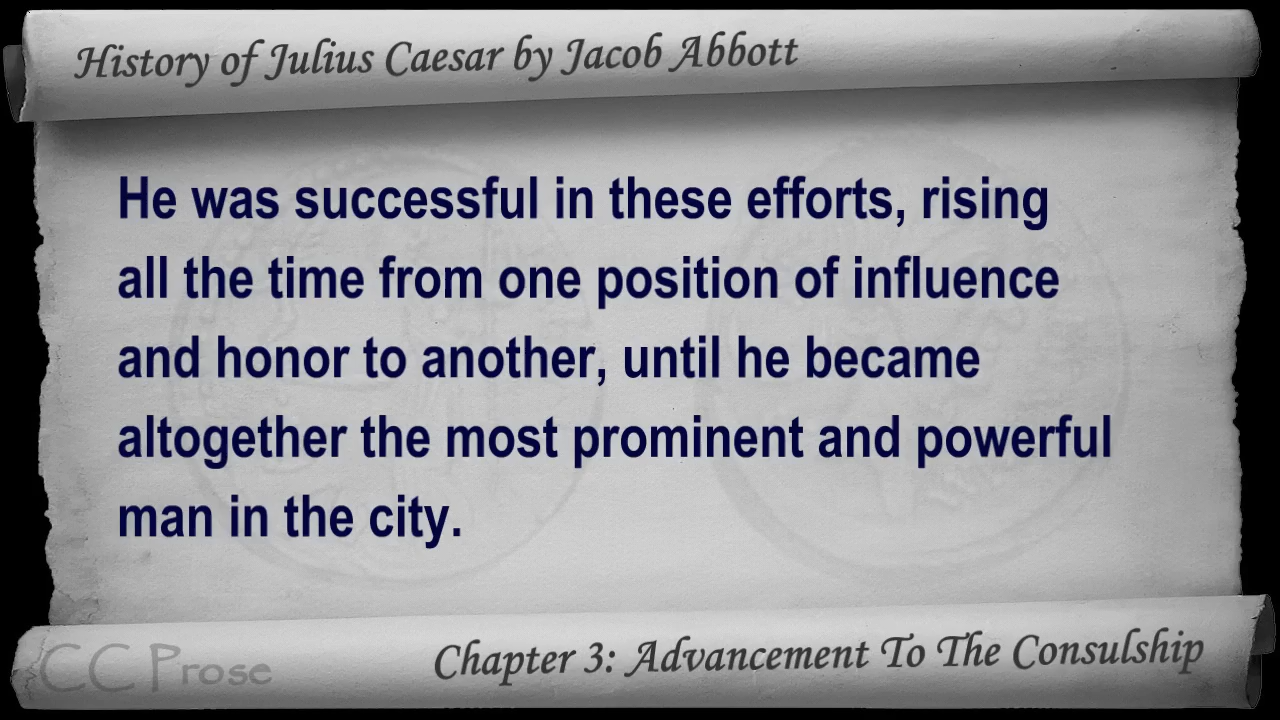 History of Julius Caesar by Jacob Abbott
He was successful in these efforts, rising
all the time from one position of influence
and honor to another, until he became
altogether the most prominent and powerful
man in the city.
CC Prose
Chapter 3: Advancement To The Consulship